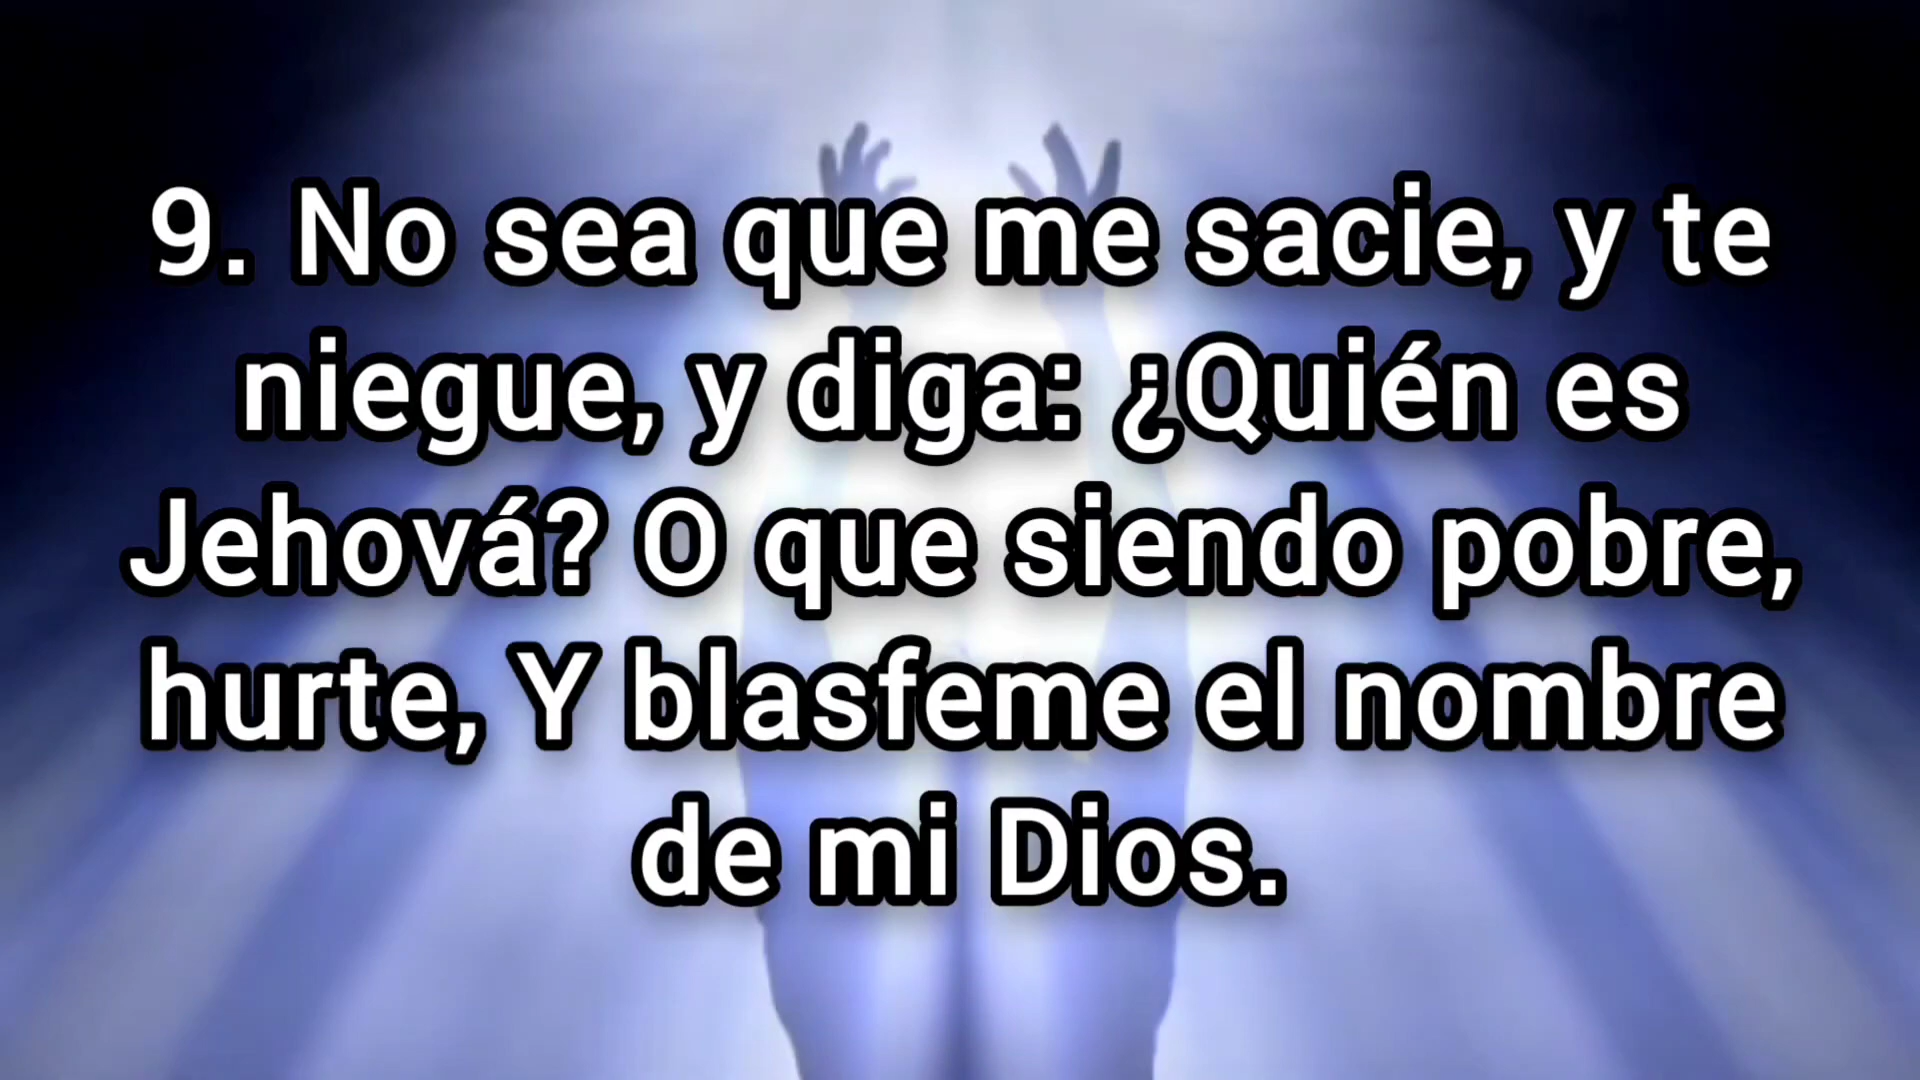 9. No sea que me sacie, y te
niegue, y diga: ¿Quién es
Jehová? O que siendo pobre,
hurte, Y blasfeme el nombre
de mi Dios.